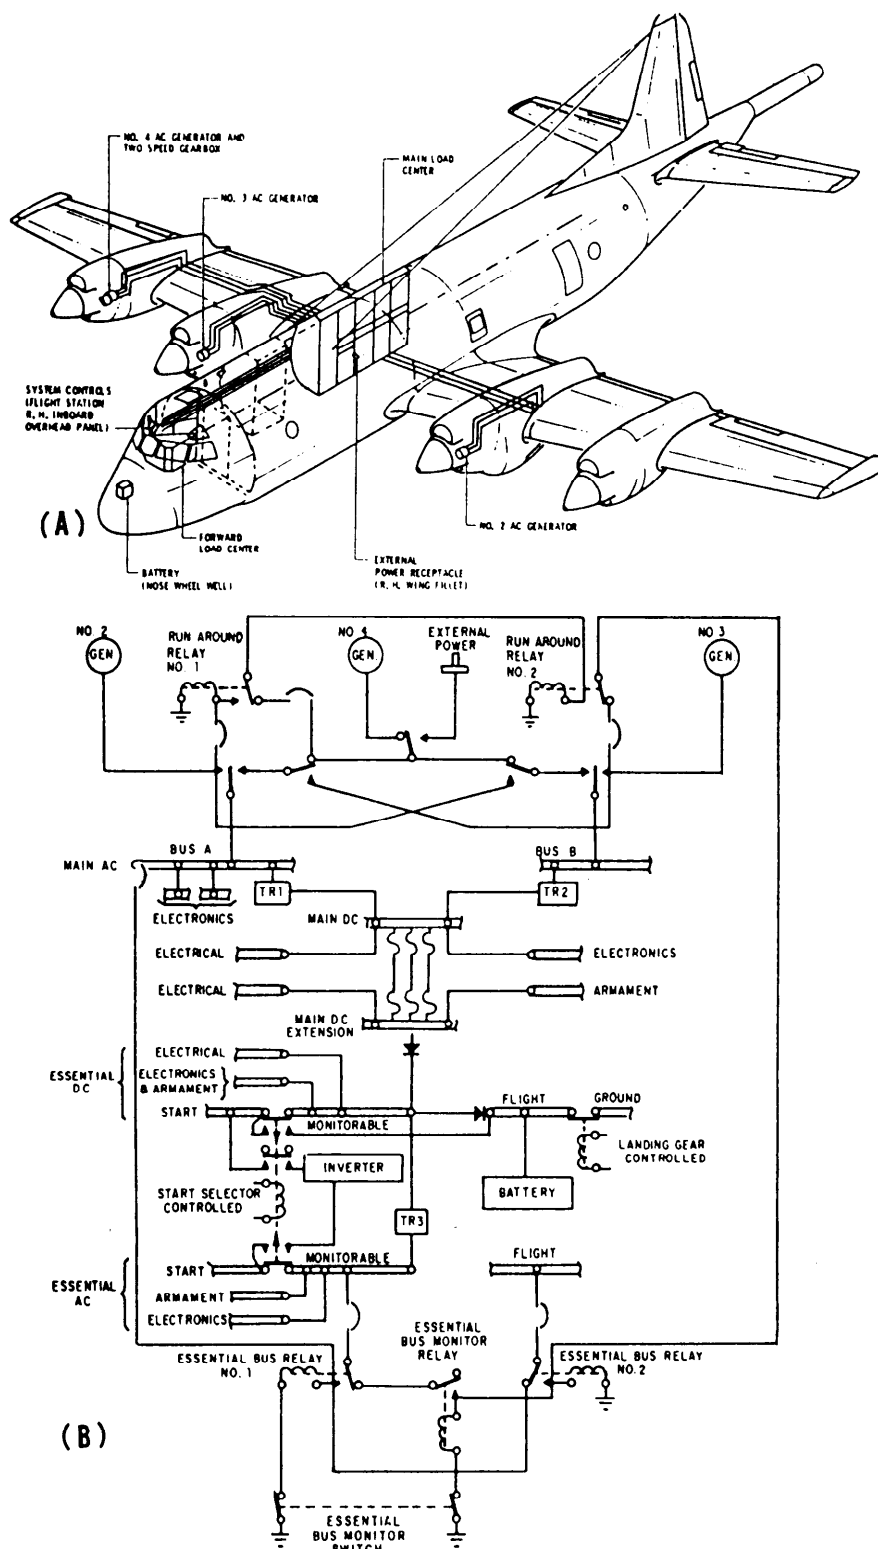 NO. 4 AC GENERATOR AND
TWO SPEED GEARBOX
NO. 3 AC GENERATOR
MAIN LOAD
CENTER
SYSTEM CONTROLS
(FLIGHT STATION
R.H. INBOARD
OVERHEAD PANEL)
(A)
FORWARD
LOAD CENTER
BATTERY
(NOSE WHEEL WELL)
NO. 2 AC GENERATOR
EXTERNAL
POWER RECEPTACLE
(R.H. WING FILLET)
NO. 2
GEN.
RUN AROUND
RELAY
NO. 1
NO. 4
GEN.
EXTERNAL
POWER
RUN AROUND
RELAY
NO. 2
NO. 3
GEN.
MAIN AC
BUS A
BUS B
TR1
TR2
ELECTRONICS
MAIN DC
ELECTRICAL
ELECTRONICS
ELECTRICAL
ARMAMENT
MAIN DC
EXTENSION
ESSENTIAL
DC
ELECTRICAL
ELECTRONICS
& ARMAMENT
START
MONITORABLE
FLIGHT
GROUND
LANDING GEAR
CONTROLLED
INVERTER
BATTERY
START SELECTOR
CONTROLLED
TR3
ESSENTIAL
AC
START
MONITORABLE
FLIGHT
ARMAMENT
ELECTRONICS
ESSENTIAL
BUS MONITOR
RELAY
ESSENTIAL BUS RELAY
NO. 1
ESSENTIAL BUS RELAY
NO. 2
(B)
ESSENTIAL
BUS MONITOR
SWITCH